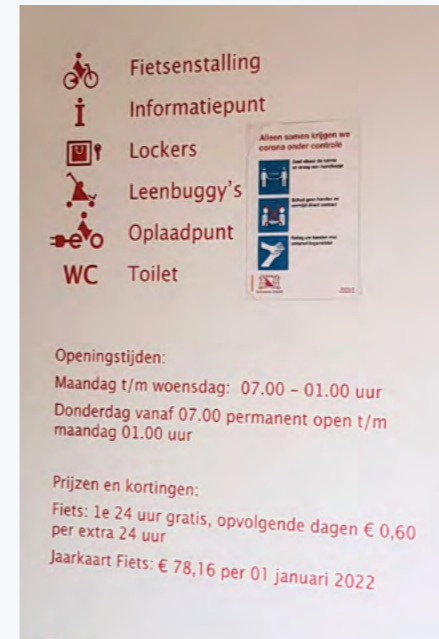 Fietsenstalling
Informatiepunt
Lockers
Leenbuggy's
Oplaadpunt
WC Toilet
Alleen samen krijgen we
corona onder controle
Openingstijden:
Maandag t/m woensdag: 07.00 – 01.00 uur
Donderdag vanaf 07.00 permanent open t/m
maandag 01.00 uur
Prijzen en kortingen:
Fiets: 1e 24 uur gratis, opvolgende dagen € 0,60
per extra 24 uur
Jaarkaart Fiets: € 78,16 per 01 januari 2022